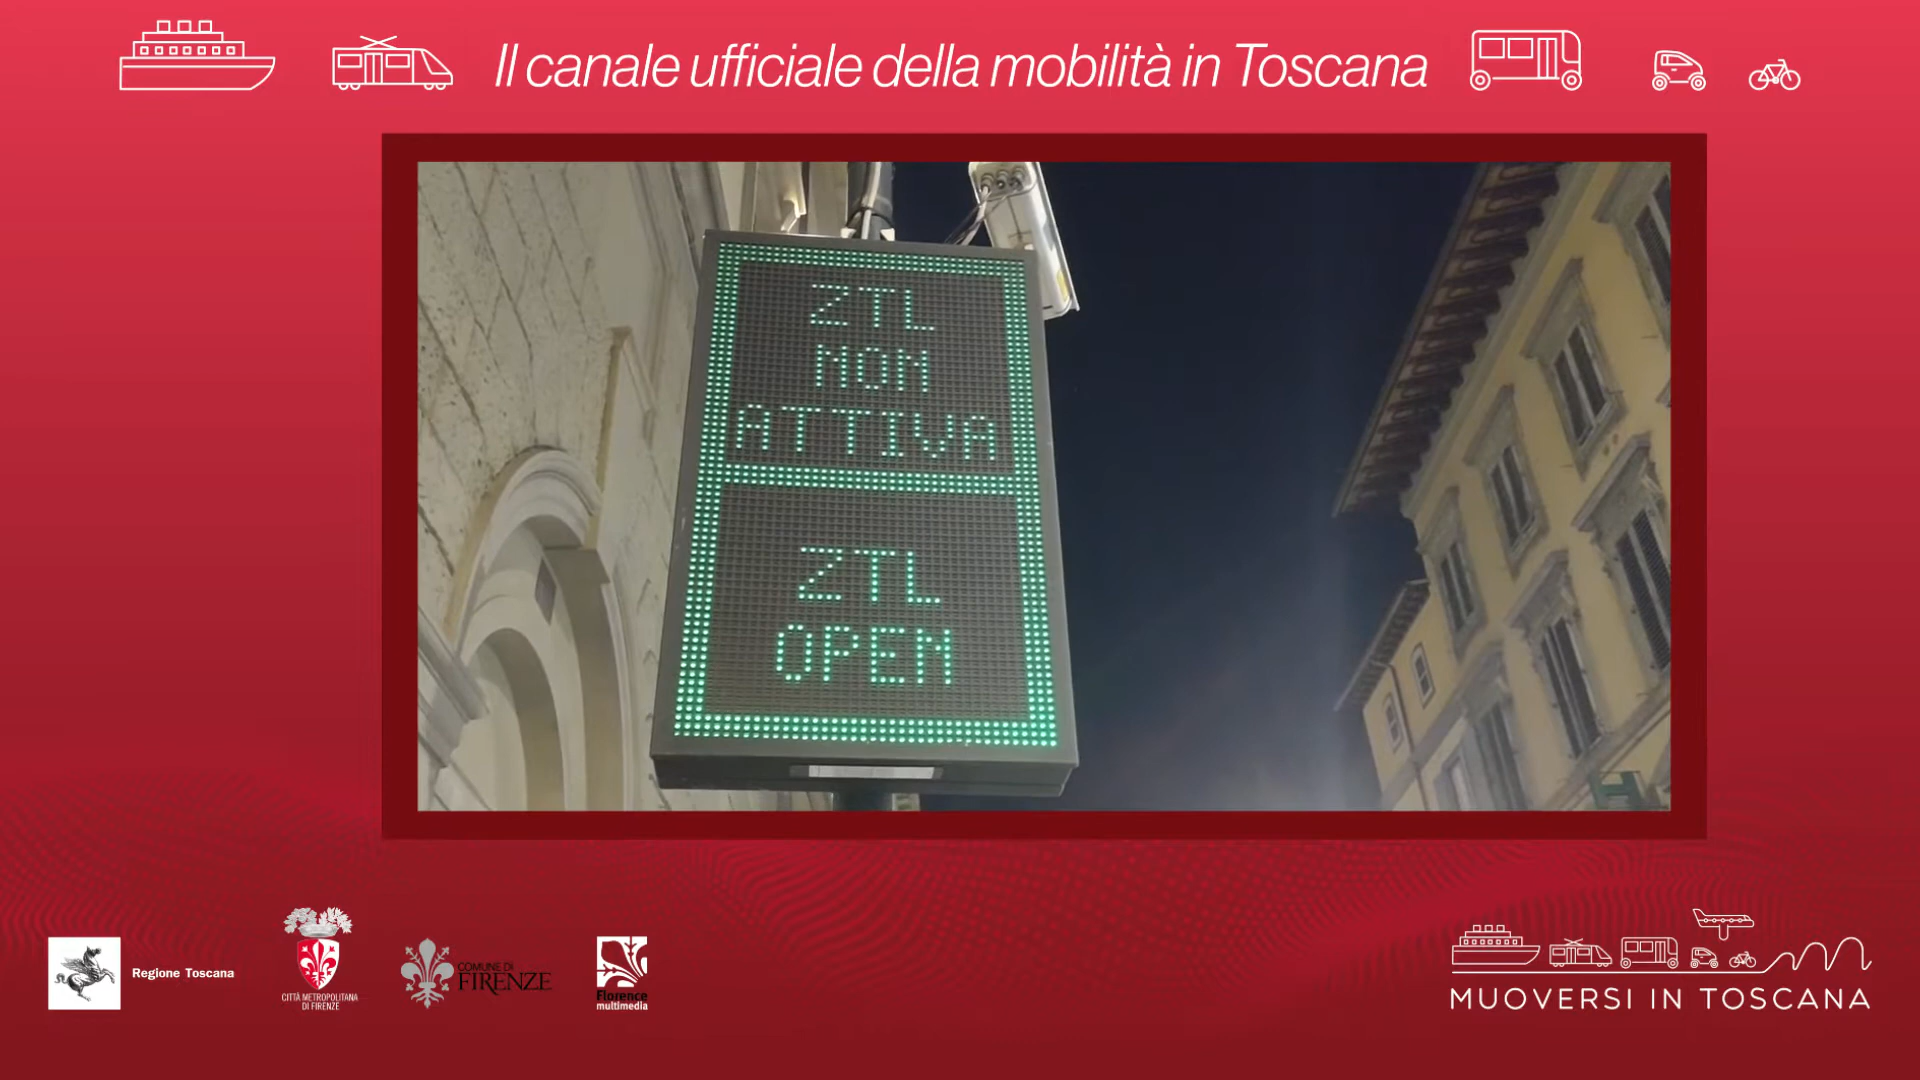 Il canale ufficiale della mobilità in Toscana
ZTL
NON
ATTIVA
ZTL
OPEN
Regione Toscana
CITTÀ METROPOLITANA
DI FIRENZE
COMUNE DI
FIRENZE
Florence
multimedia
MUOVERSI IN TOSCANA